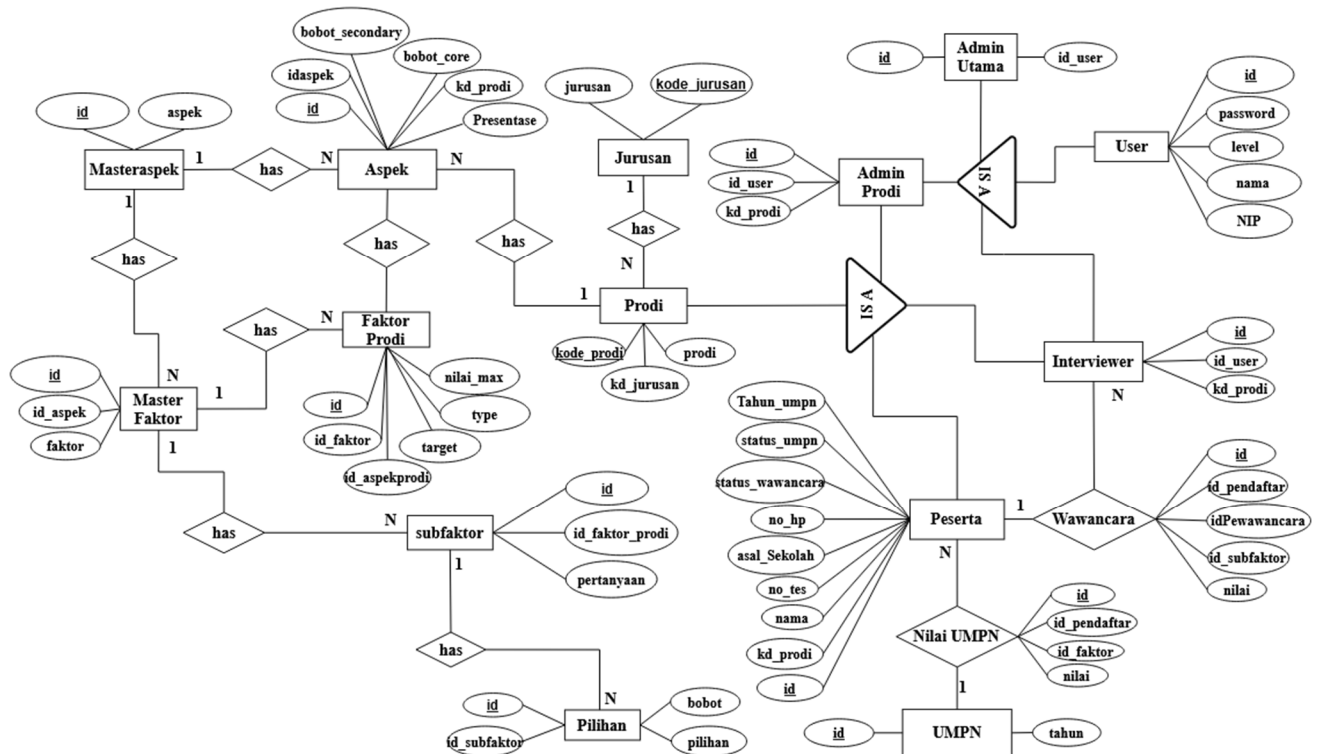 bobot_secondary
bobot_core
idaspek
kd_prodi
id
Presentase
id
aspek
Masteraspek
1
has
N
Aspek
N
1
has
has
has
jurusan
kode_jurusan
Jurusan
1
has
N
1
Prodi
kode_prodi
prodi
kd_jurusan
id
Admin
Utama
id_user
id
password
level
nama
NIP
User
id
id_user
kd_prodi
Admin
Prodi
IS A
IS A
id
id_user
kd_prodi
Interviewer
N
has
N
Faktor
Prodi
id
id_faktor
id_aspekprodi
target
type
nilai_max
N
id
id_aspek
faktor
Master
Faktor
1
1
has
N
subfaktor
id
id_faktor_prodi
pertanyaan
1
has
N
Pilihan
id
id_subfaktor
bobot
pilihan
Tahun_umpn
status_umpn
status_wawancara
no_hp
asal_Sekolah
no_tes
nama
kd_prodi
id
Peserta
1
N
Wawancara
id
id_pendaftar
idPewawancara
id_subfaktor
nilai
Nilai UMPN
id
id_pendaftar
id_faktor
nilai
1
id
UMPN
tahun